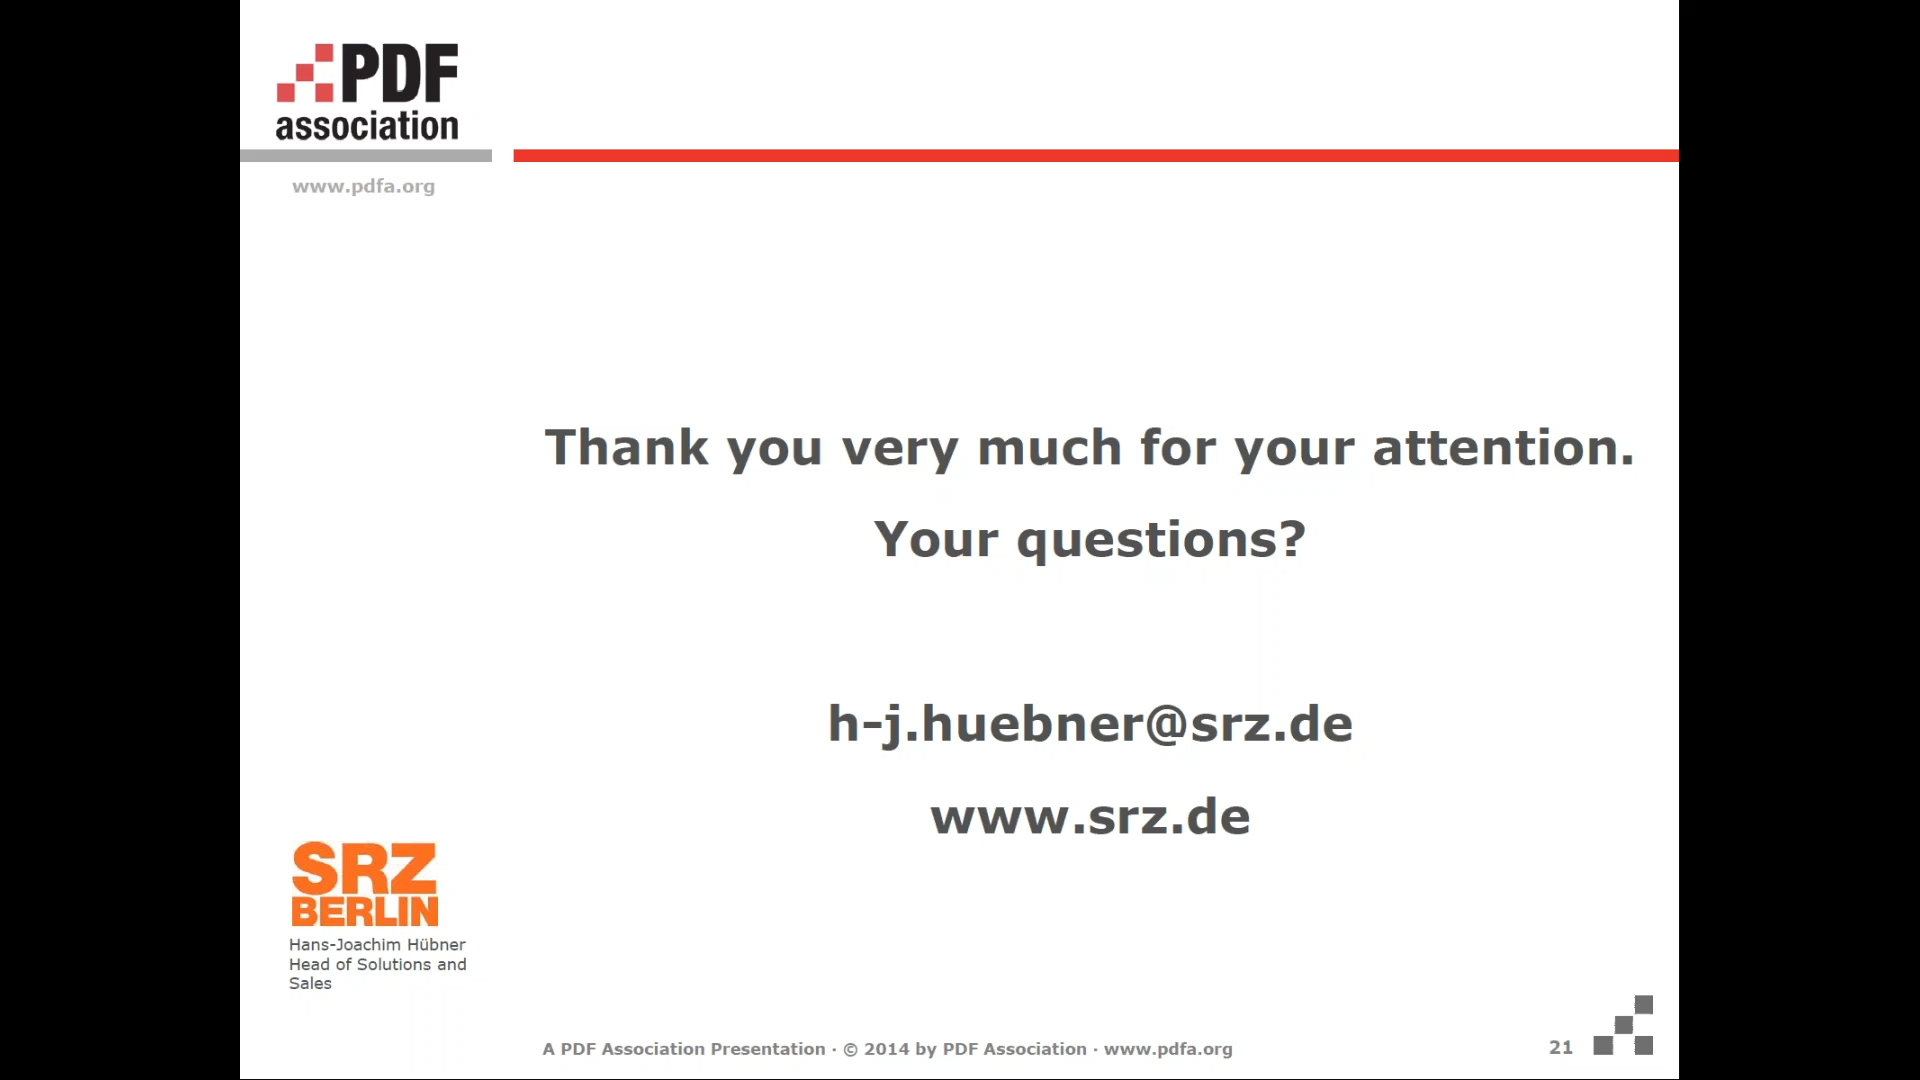 PDF
association
www.pdfa.org
Thank you very much for your attention.
Your questions?
h-j.huebner@srz.de
www.srz.de
SRZ
BERLIN
Hans-Joachim Hübner
Head of Solutions and
Sales
A PDF Association Presentation · © 2014 by PDF Association · www.pdfa.org
21